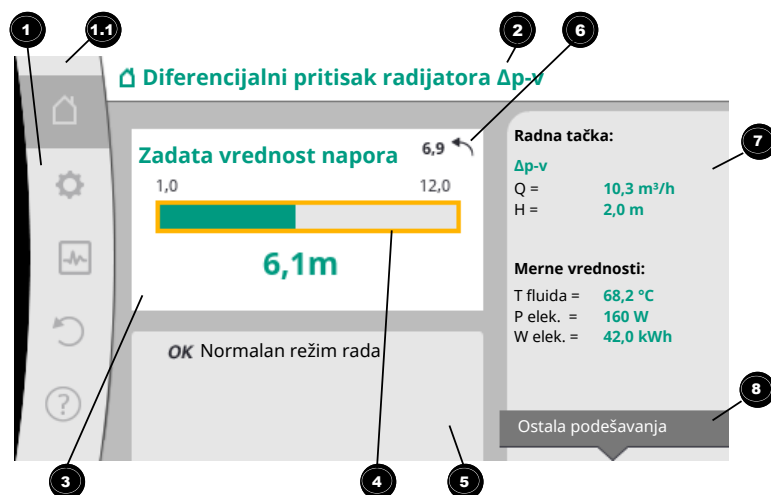 1
1.1
2
6
Diferencijalni pritisak radijatora Δp-v
Zadata vrednost napora
6,9
1,0
12,0
6,1m
OK Normalan režim rada
Radna tačka:
Δp-v
Q = 10,3 m³/h
H = 2,0 m
Merne vrednosti:
T fluida = 68,2 °C
P elek. = 160 W
W elek. = 42,0 kWh
7
8
Ostala podešavanja
?
3
4
5